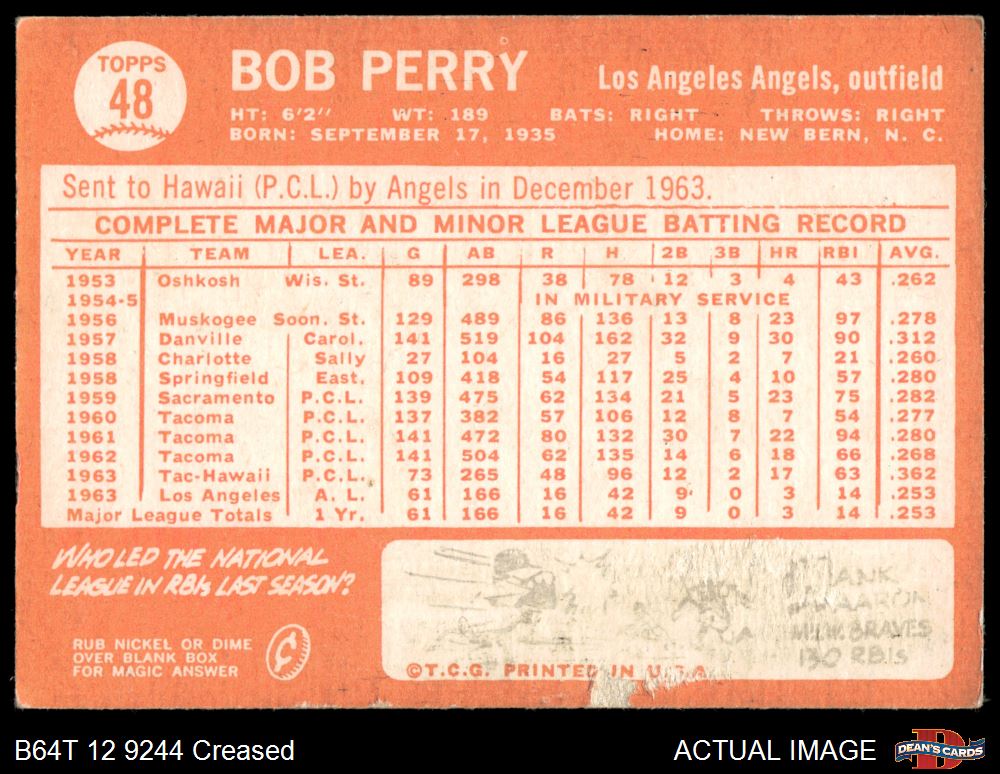 TOPPS
48
BOB PERRY
Los Angeles Angels, outfield
HT: 6'2" WT: 189 BATS: RIGHT THROWS: RIGHT
BORN: SEPTEMBER 17, 1935 HOME: NEW BERN, N. C.
Sent to Hawaii (P.C.L.) by Angels in December 1963.
COMPLETE MAJOR AND MINOR LEAGUE BATTING RECORD
YEAR TEAM LEA. G AB R H 2B 3B HR RBI AVG.
1953 Oshkosh Wis. St. 89 298 38 78 12 3 4 43 .262
1954-5 IN MILITARY SERVICE
1956 Muskogee Soon. St. 129 489 86 136 13 8 23 97 .278
1957 Danville Carol. 141 519 104 162 32 9 30 90 .312
1958 Charlotte Sally 27 104 16 27 5 2 7 21 .260
1958 Springfield East. 109 418 54 117 25 4 10 57 .280
1959 Sacramento P.C.L. 139 475 62 134 21 5 23 75 .282
1960 Tacoma P.C.L. 137 382 57 106 12 8 7 54 .277
1961 Tacoma P.C.L. 141 472 80 132 30 7 22 94 .280
1962 Tacoma P.C.L. 141 504 62 135 14 6 18 66 .268
1963 Tac-Hawaii P.C.L. 73 265 48 96 12 2 17 63 .362
1963 Los Angeles A. L. 61 166 16 42 9 0 3 14 .253
Major League Totals 1 Yr. 61 166 16 42 9 0 3 14 .253
WHO LED THE NATIONAL
LEAGUE IN RBIs LAST SEASON?
RUB NICKEL OR DIME
OVER BLANK BOX
FOR MAGIC ANSWER
HANK
AARON
MILW. BRAVES
130 RBIs
©T.C.G. PRINTED IN U.S.A.
B64T 12 9244 Creased
ACTUAL IMAGE
DEAN'S CARDS